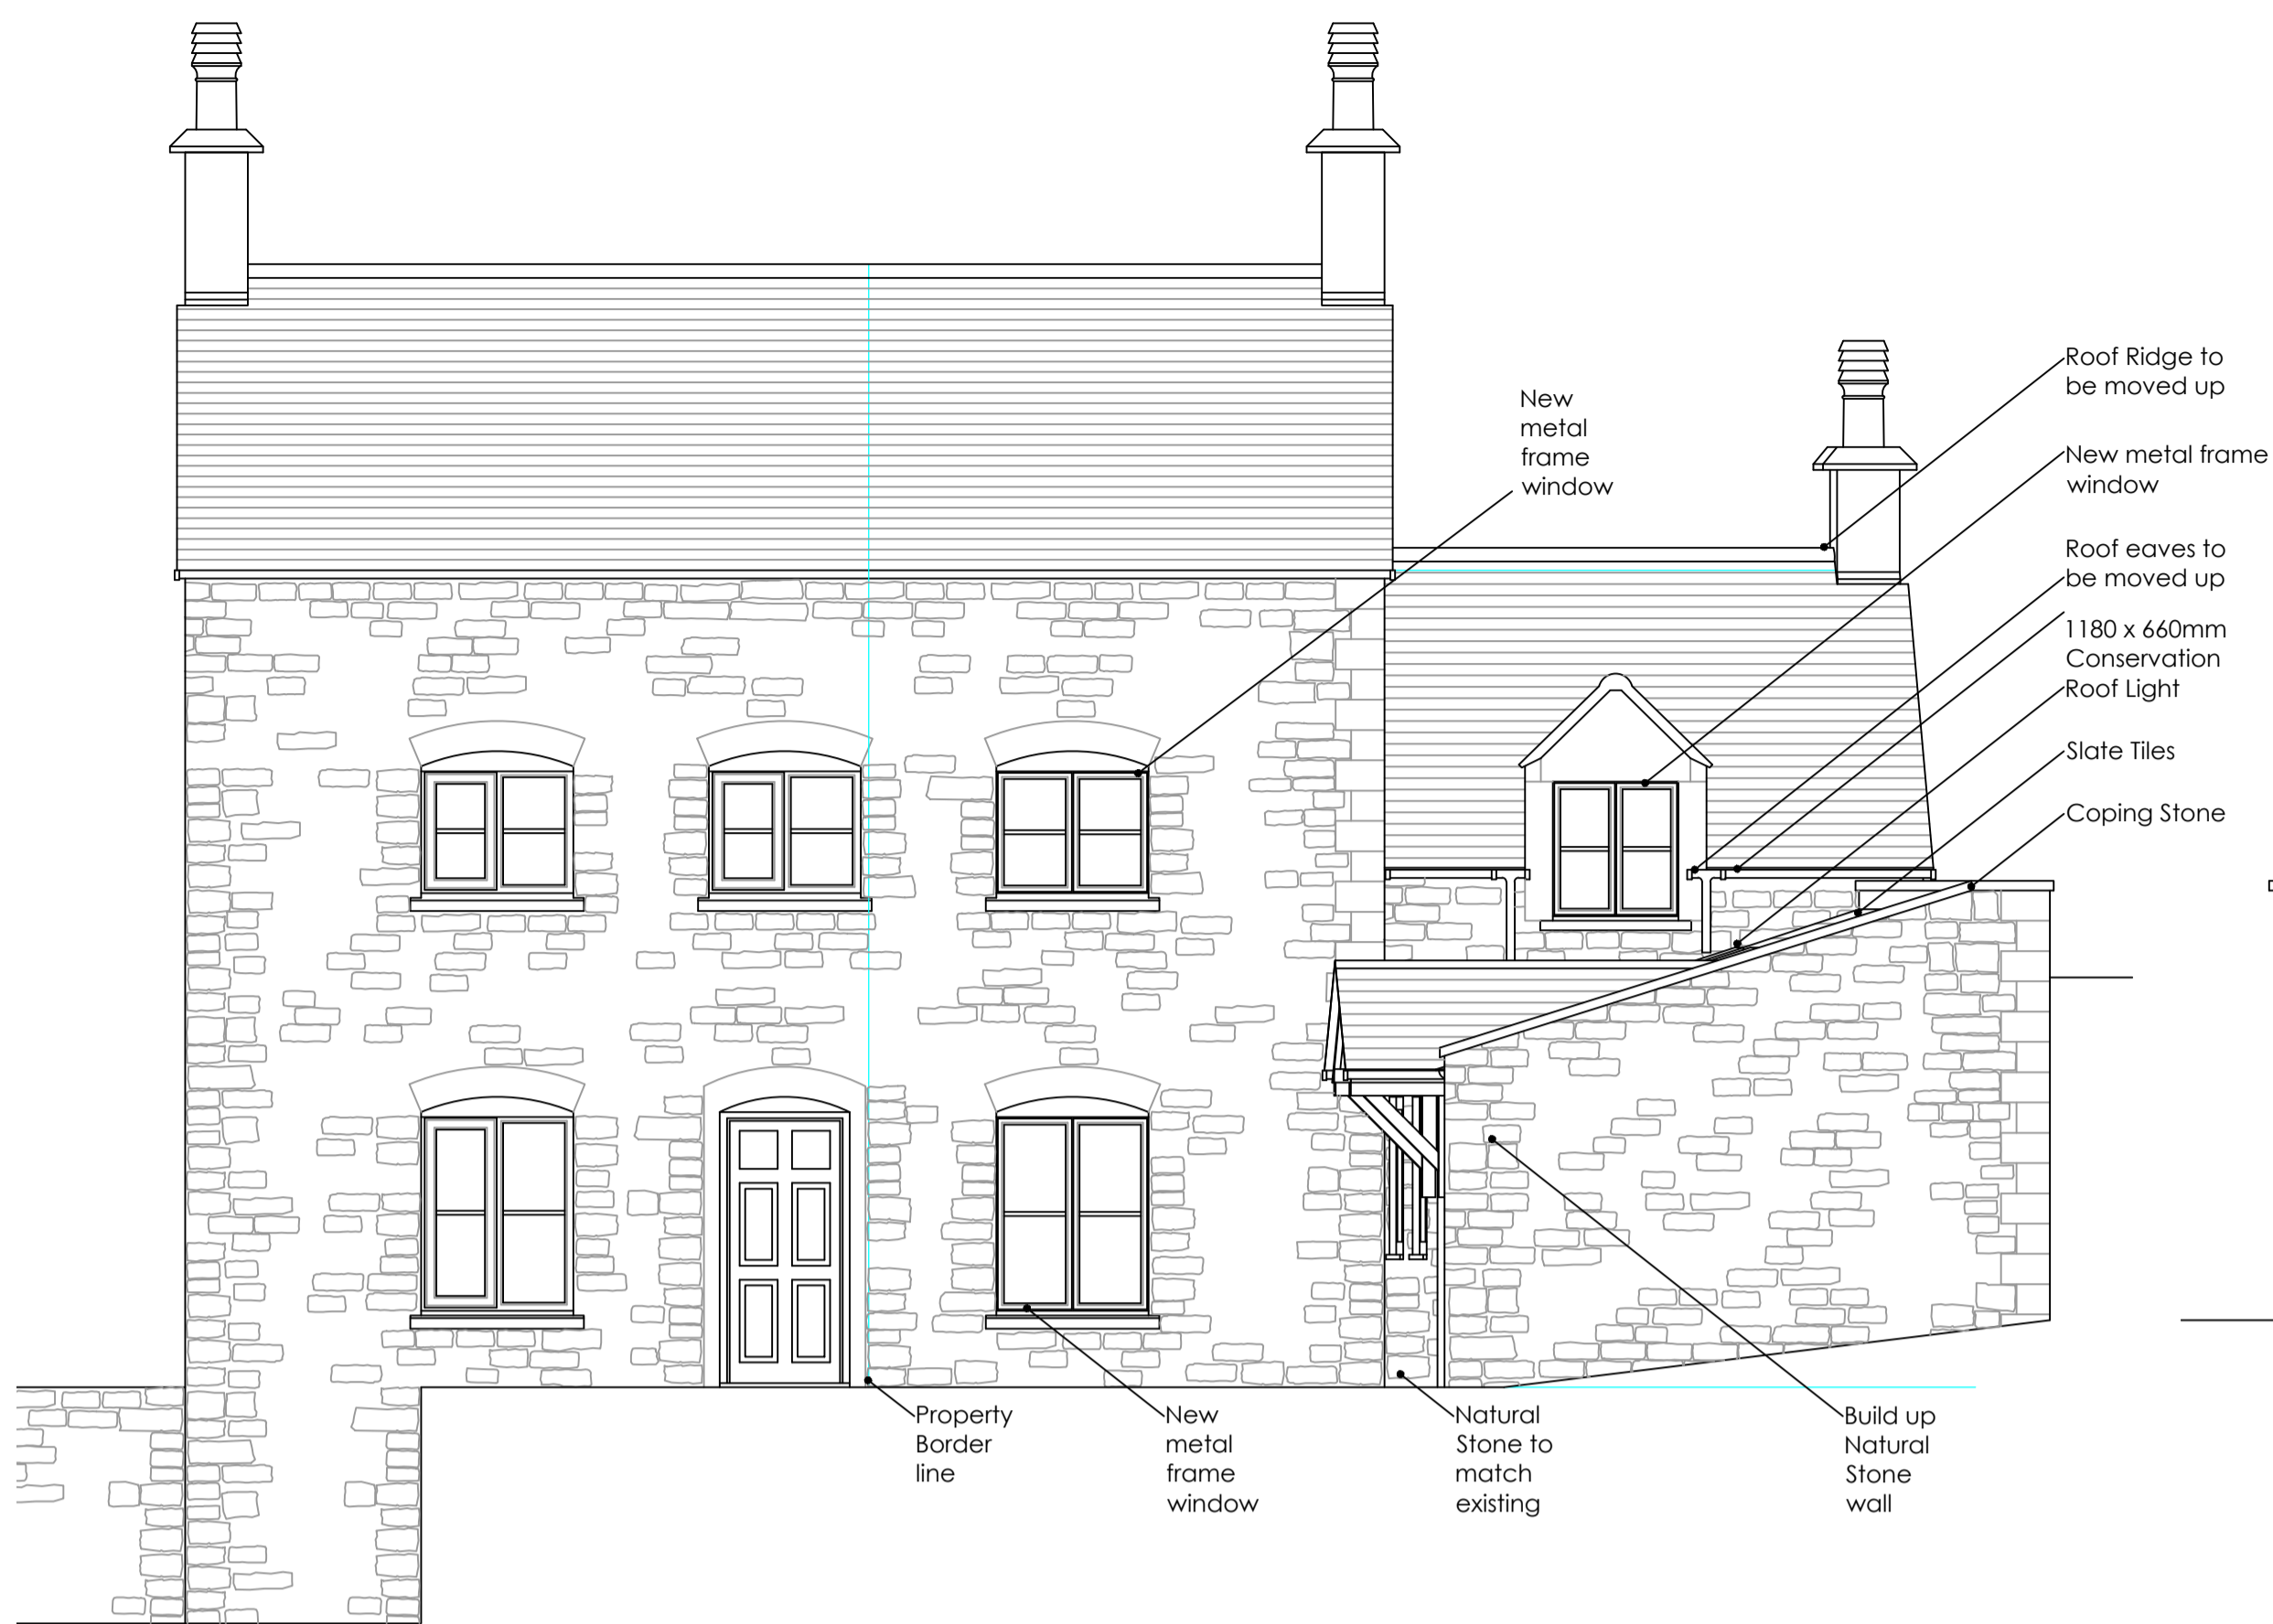 New
metal
frame
window
Roof Ridge to
be moved up
New metal frame
window
Roof eaves to
be moved up
1180 x 660mm
Conservation
Roof Light
Slate Tiles
Coping Stone
Property
Border
line
New
metal
frame
window
Natural
Stone to
match
existing
Build up
Natural
Stone
wall